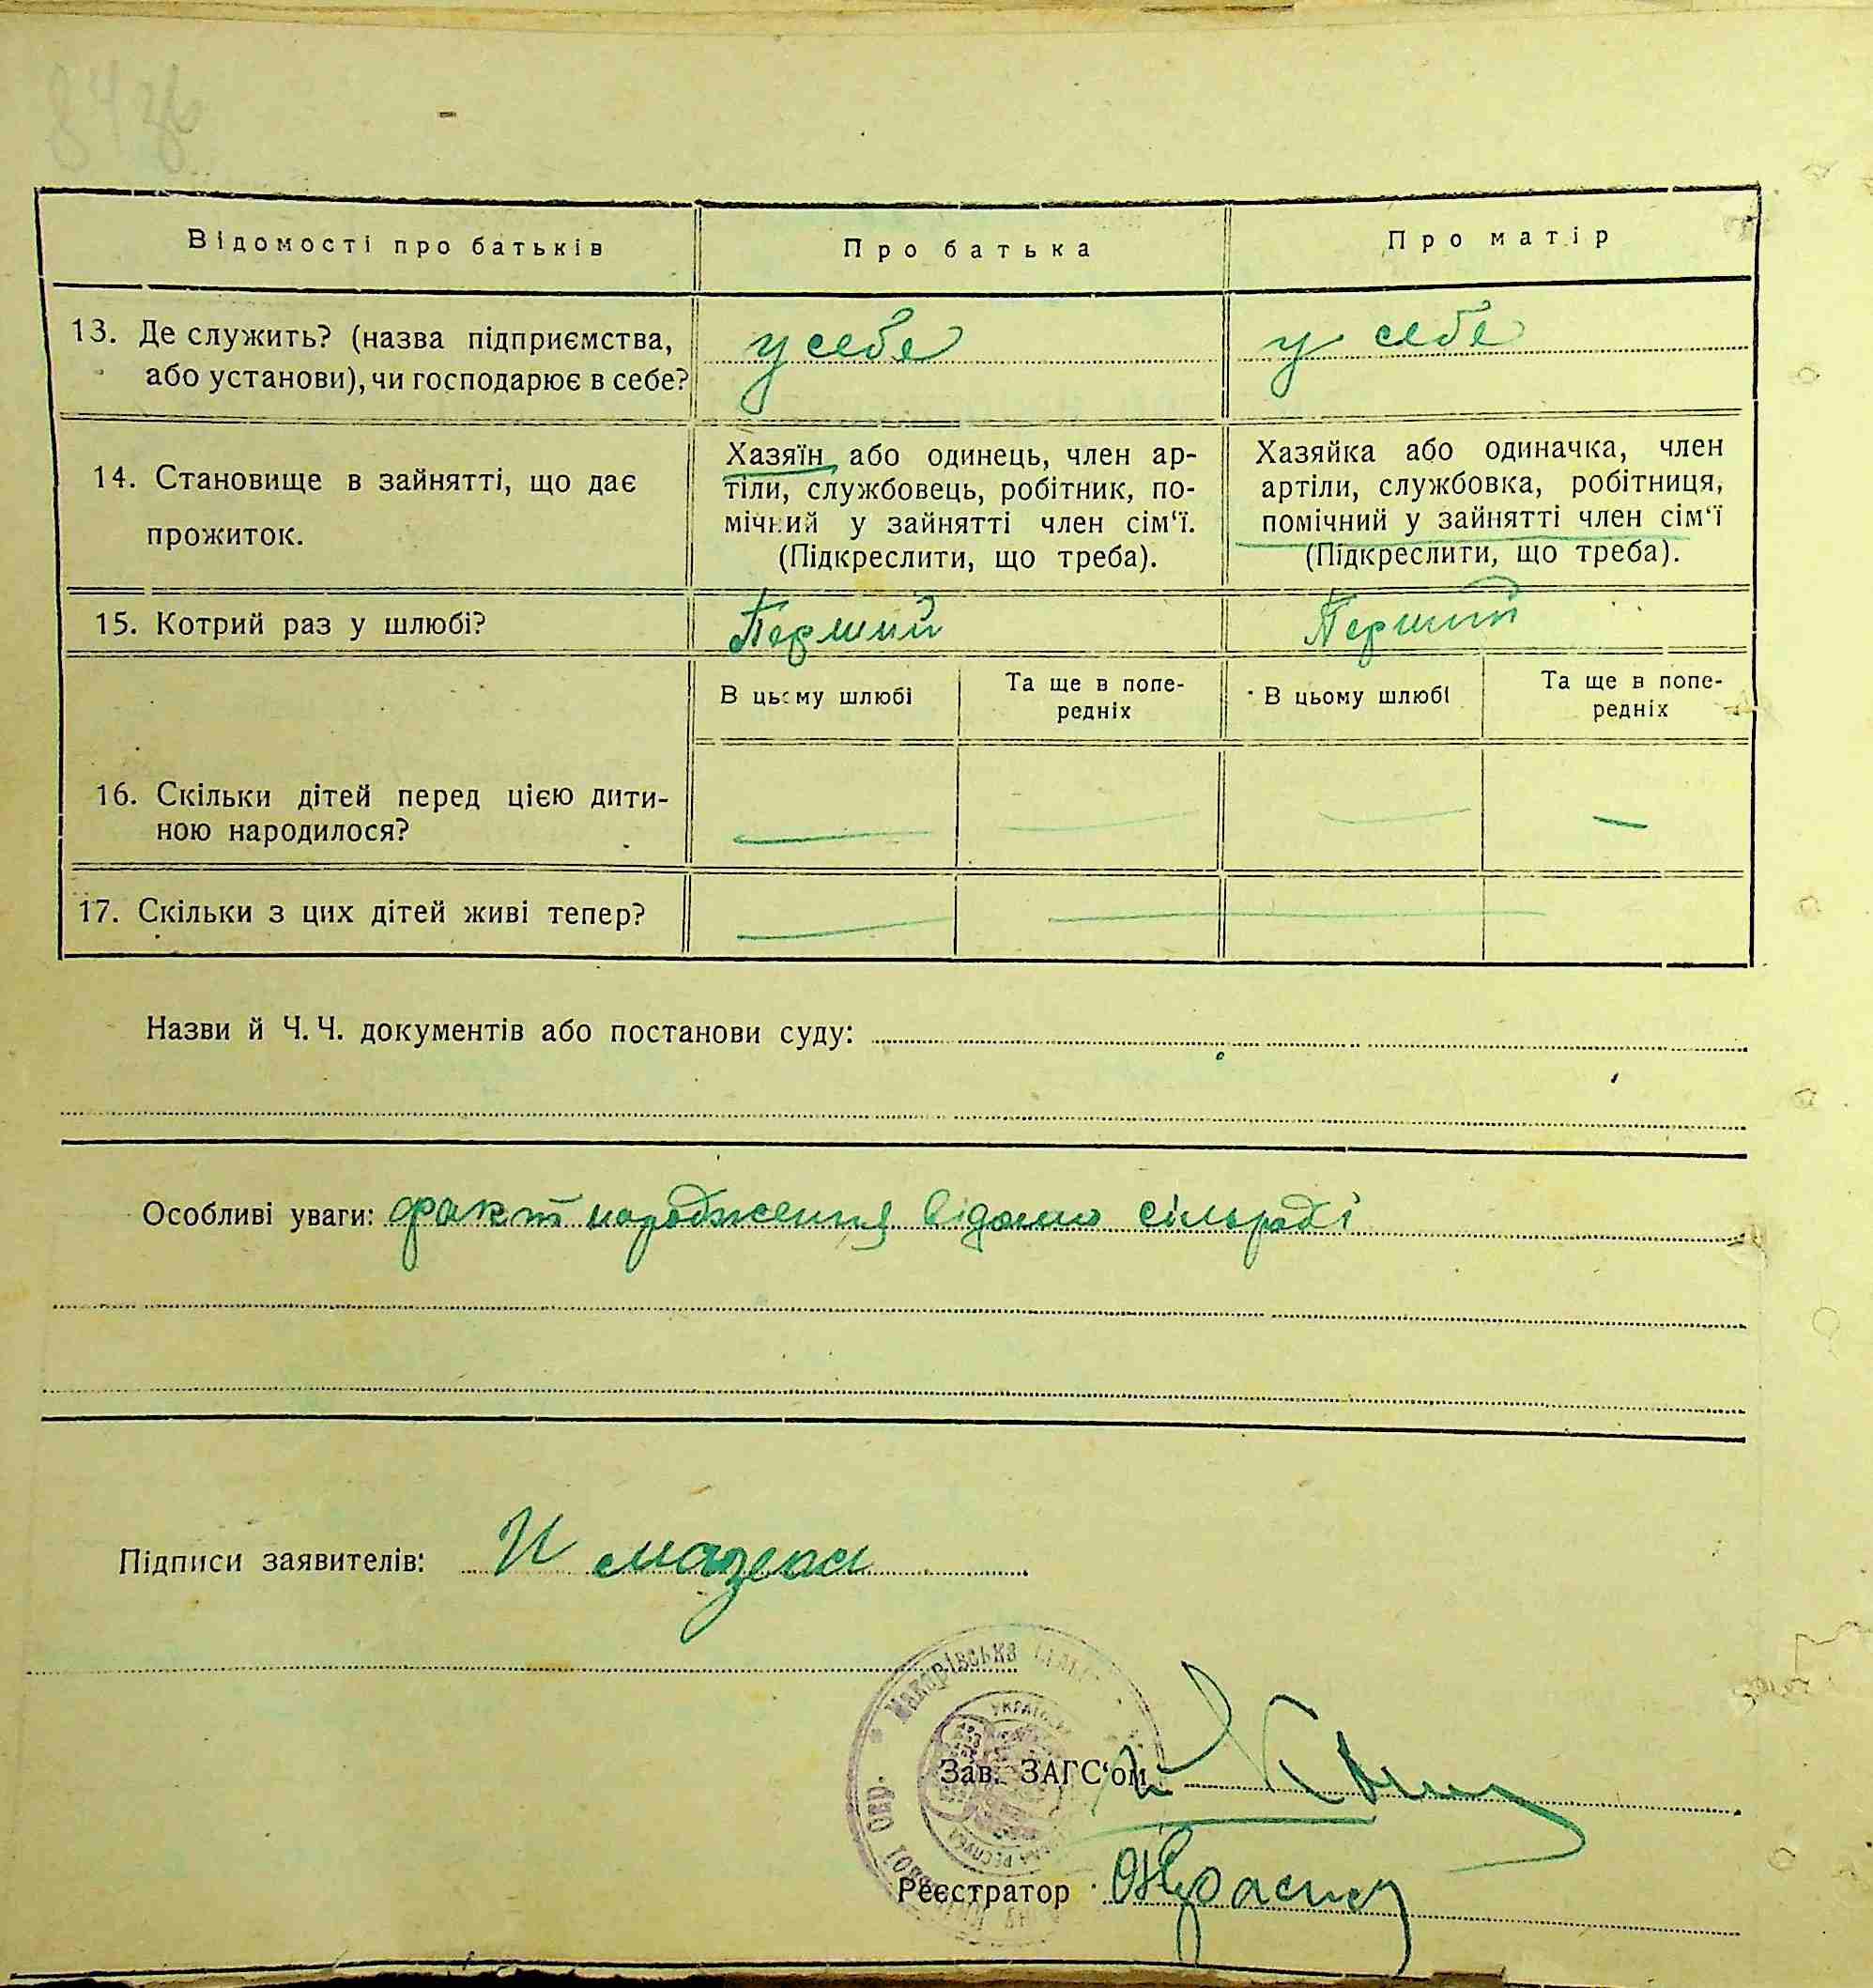 Відомості про батьків
Про батька
Про матір
13. Де служить? (назва підприємства,
або установи), чи господарює в себе?
у себе
у себе
14. Становище в зайнятті, що дає
прожиток.
Хазяїн або одинець, член ар-
тіли, службовець, робітник, по-
мічний у зайнятті член сім‘ї.
(Підкреслити, що треба).
Хазяйка або одиначка, член
артіли, службовка, робітниця,
помічний у зайнятті член сім‘ї
(Підкреслити, що треба).
15. Котрий раз у шлюбі?
Перший
Перший
В цьому шлюбі
Та ще в попе-
редніх
В цьому шлюбі
Та ще в попе-
редніх
16. Скільки дітей перед цією дити-
ною народилося?
17. Скільки з цих дітей живі тепер?
Назви й Ч. Ч. документів або постанови суду:
Особливі уваги: факт народження відомо сільраді
Підписи заявителів:
Макарівська
Зав. ЗАГС‘ом
Реєстратор